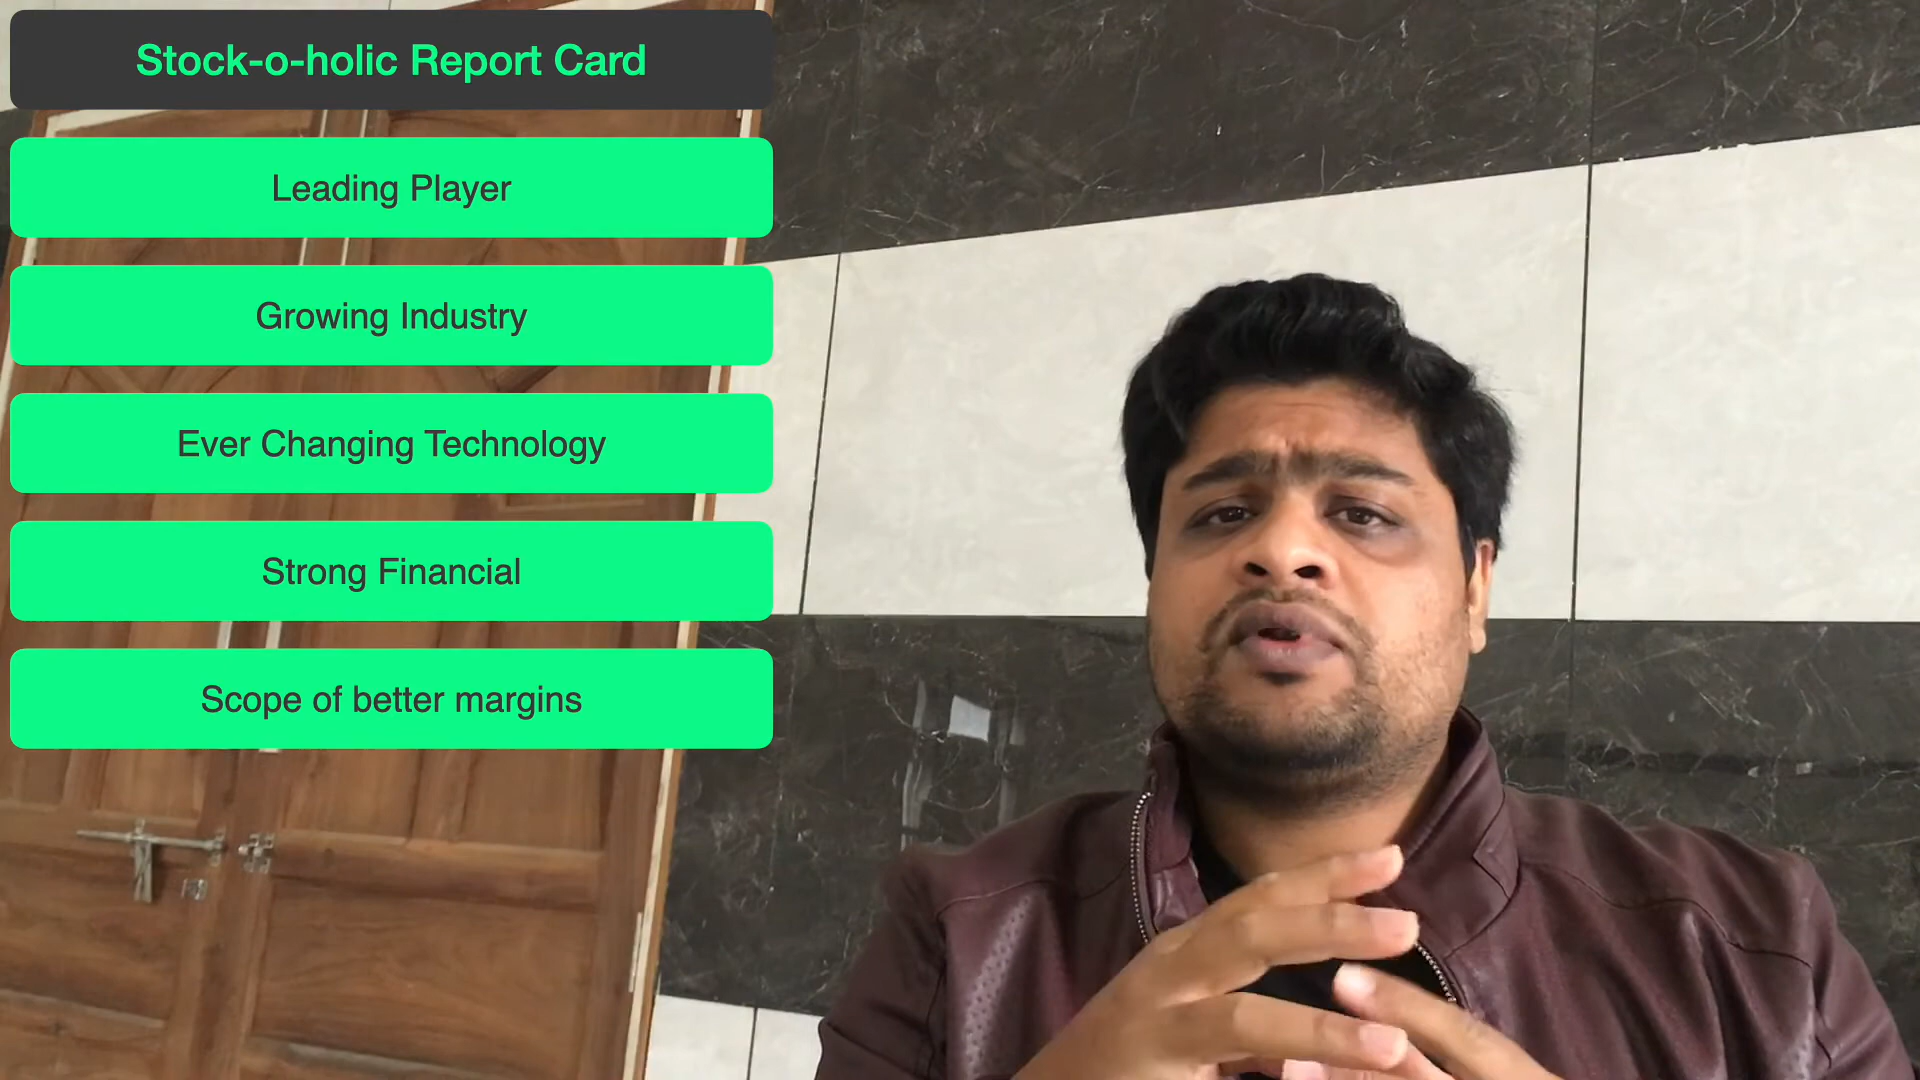 Stock-o-holic Report Card
Leading Player
Growing Industry
Ever Changing Technology
Strong Financial
Scope of better margins